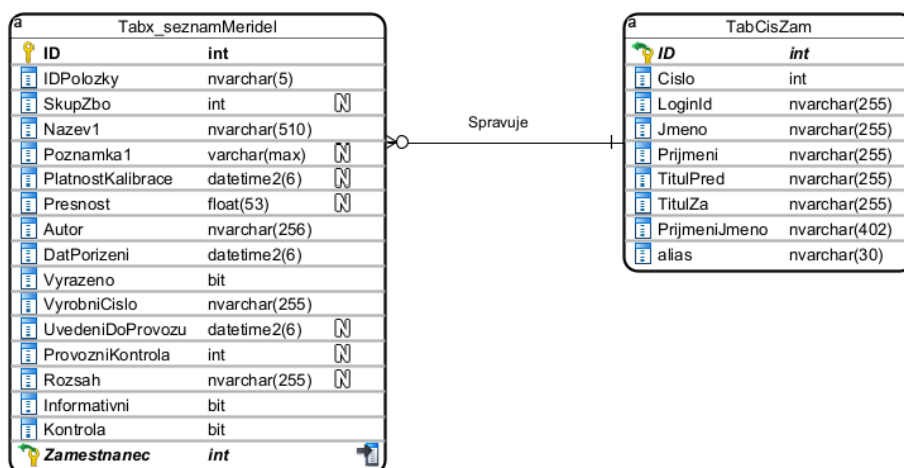 a
Tabx_seznamMeridel
ID int
IDPolozky nvarchar(5)
SkupZbo int N
Nazev1 nvarchar(510)
Poznamka1 varchar(max) N
PlatnostKalibrace datetime2(6) N
Presnost float(53) N
Autor nvarchar(256)
DatPorizeni datetime2(6)
Vyrazeno bit
VyrobniCislo nvarchar(255)
UvedeniDoProvozu datetime2(6) N
ProvozniKontrola int N
Rozsah nvarchar(255) N
Informativni bit
Kontrola bit
Zamestnanec int
Spravuje
a
TabCisZam
ID int
Cislo int
LoginId nvarchar(255)
Jmeno nvarchar(255)
Prijmeni nvarchar(255)
TitulPred nvarchar(255)
TitulZa nvarchar(255)
PrijmeniJmeno nvarchar(402)
alias nvarchar(30)